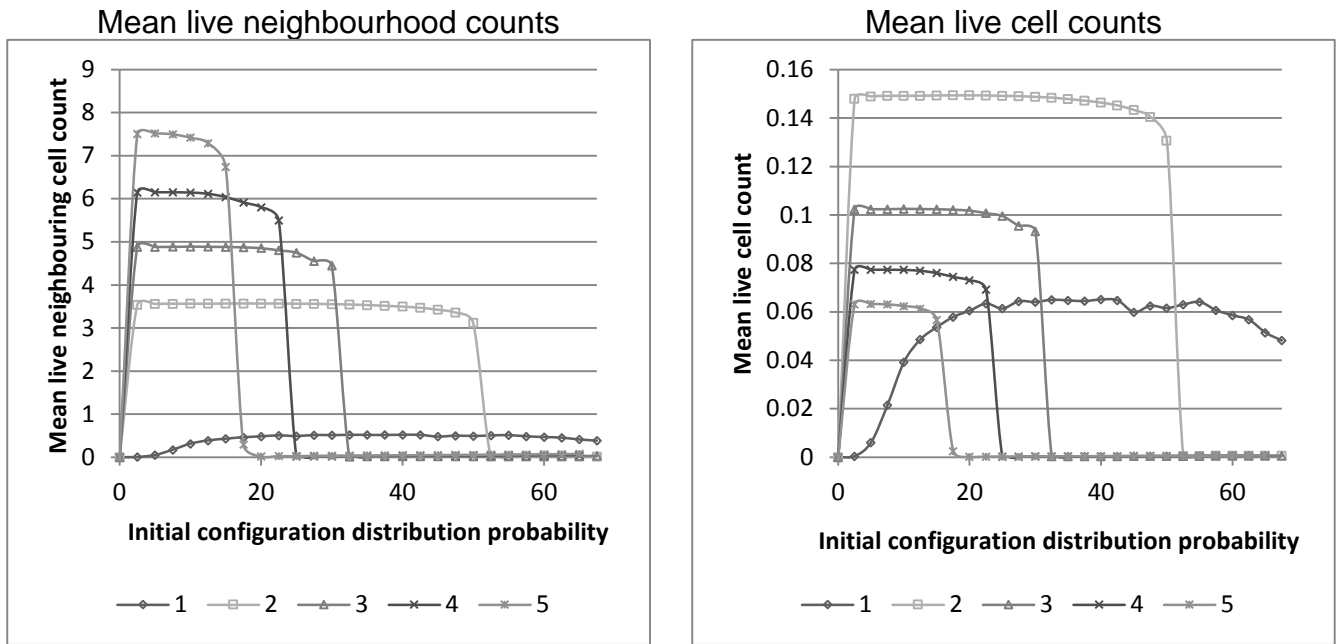 Mean live neighbourhood counts
Mean live neighbouring cell count
9
8
7
6
5
4
3
2
1
0
0 20 40 60
Initial configuration distribution probability
1 2 3 4 5
Mean live cell counts
Mean live cell count
0.16
0.14
0.12
0.1
0.08
0.06
0.04
0.02
0
0 20 40 60
Initial configuration distribution probability
1 2 3 4 5